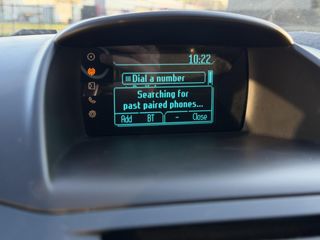 10:22
Dial a number
Searching for
past paired phones...
Add BT - Close